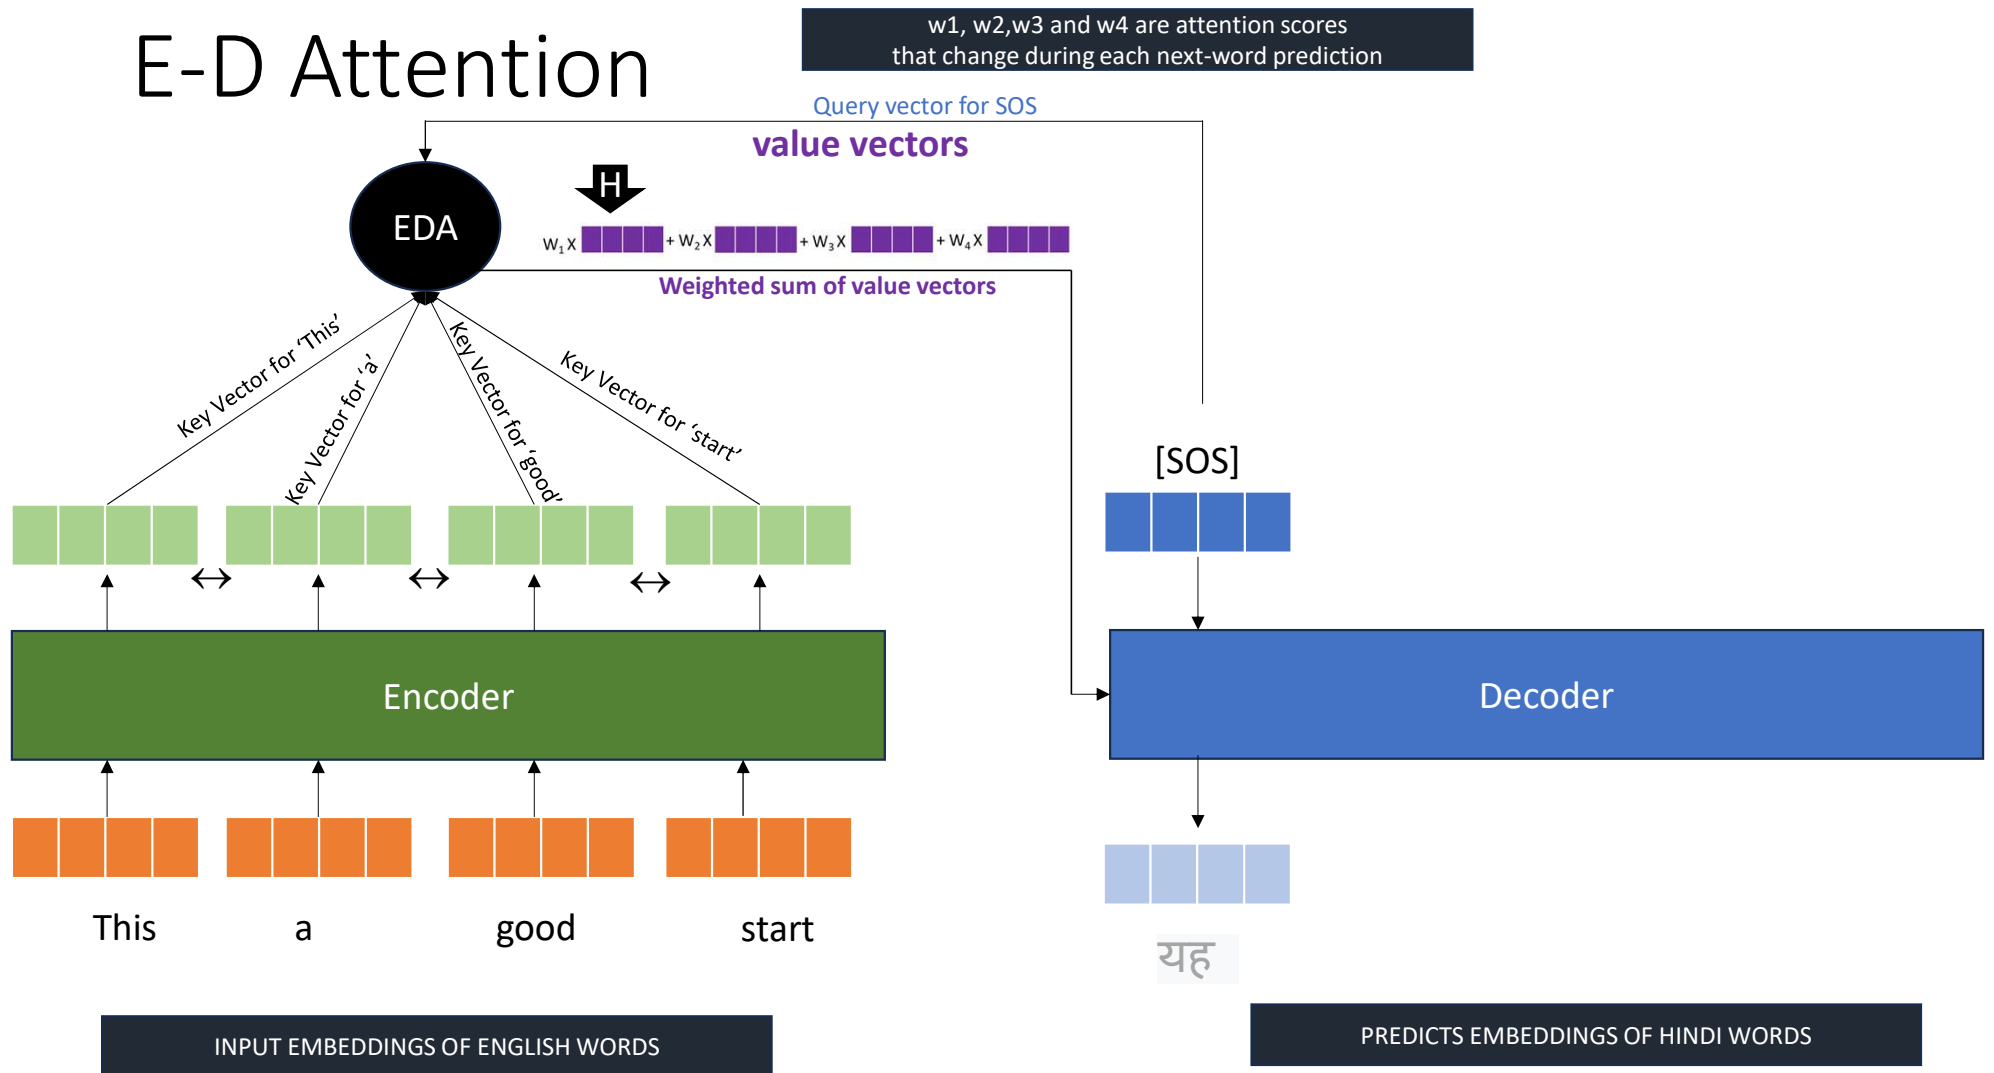 E-D Attention
w1, w2,w3 and w4 are attention scores
that change during each next-word prediction
Query vector for SOS
value vectors
H
EDA
W1 X + W2 X + W3 X + W4 X
Weighted sum of value vectors
Key Vector for ‘This’
Key Vector for ‘a’
Key Vector for ‘good’
Key Vector for ‘start’
[SOS]
Encoder
Decoder
This a good start
यह
INPUT EMBEDDINGS OF ENGLISH WORDS
PREDICTS EMBEDDINGS OF HINDI WORDS